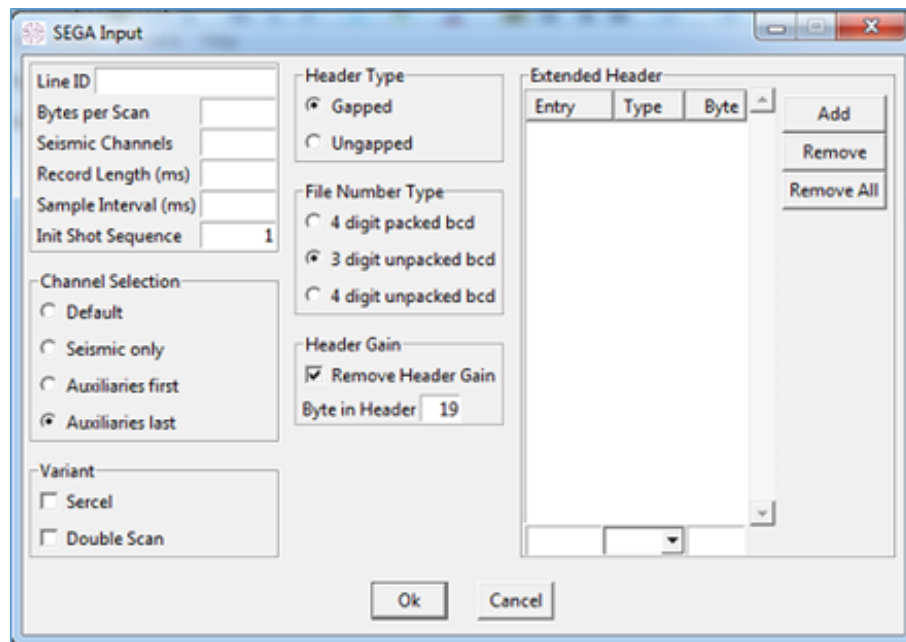 SEGA Input
Line ID
Bytes per Scan
Seismic Channels
Record Length (ms)
Sample Interval (ms)
Init Shot Sequence 1
Channel Selection
Default
Seismic only
Auxiliaries first
Auxiliaries last
Variant
Sercel
Double Scan
Header Type
Gapped
Ungapped
File Number Type
4 digit packed bcd
3 digit unpacked bcd
4 digit unpacked bcd
Header Gain
Remove Header Gain
Byte in Header 19
Extended Header
Entry Type Byte
Add
Remove
Remove All
Ok Cancel